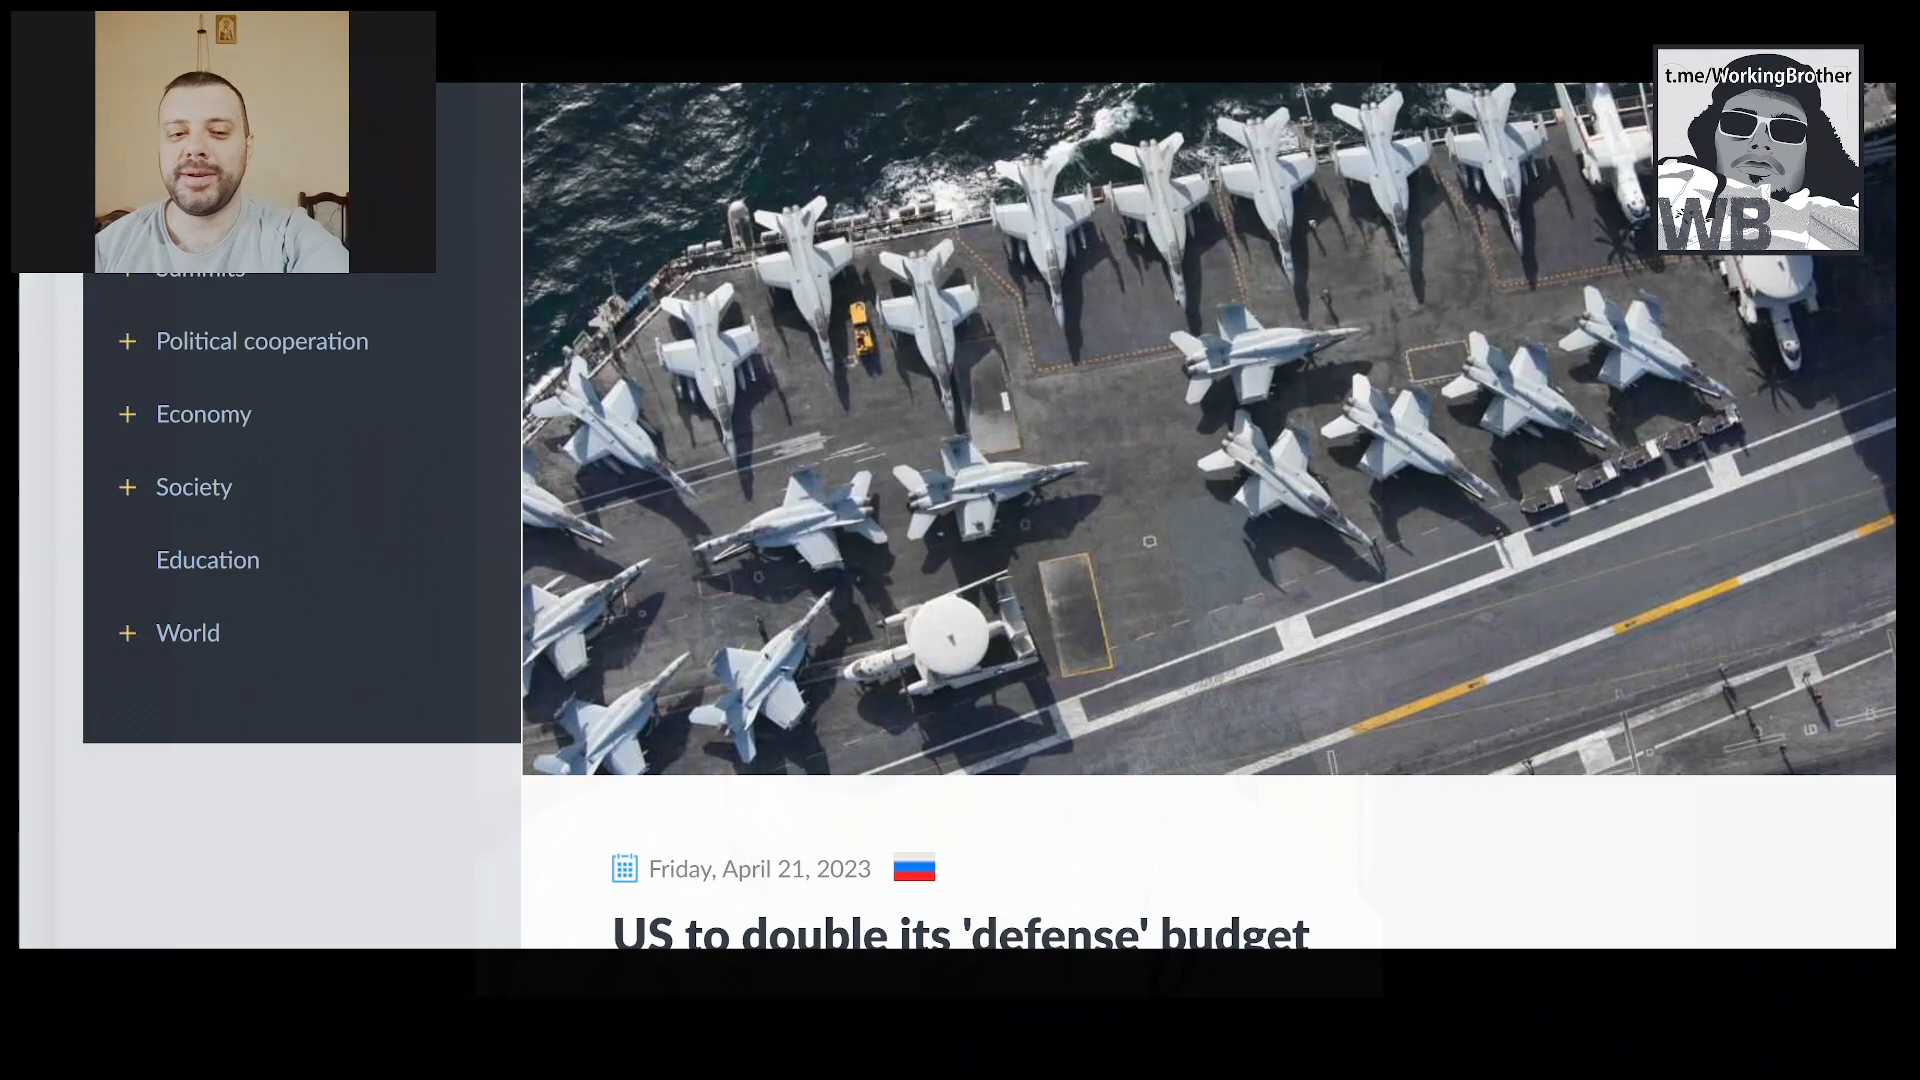 t.me/WorkingBrother
WB
Summits
Political cooperation
Economy
Society
Education
World
Friday, April 21, 2023
US to double its 'defense' budget